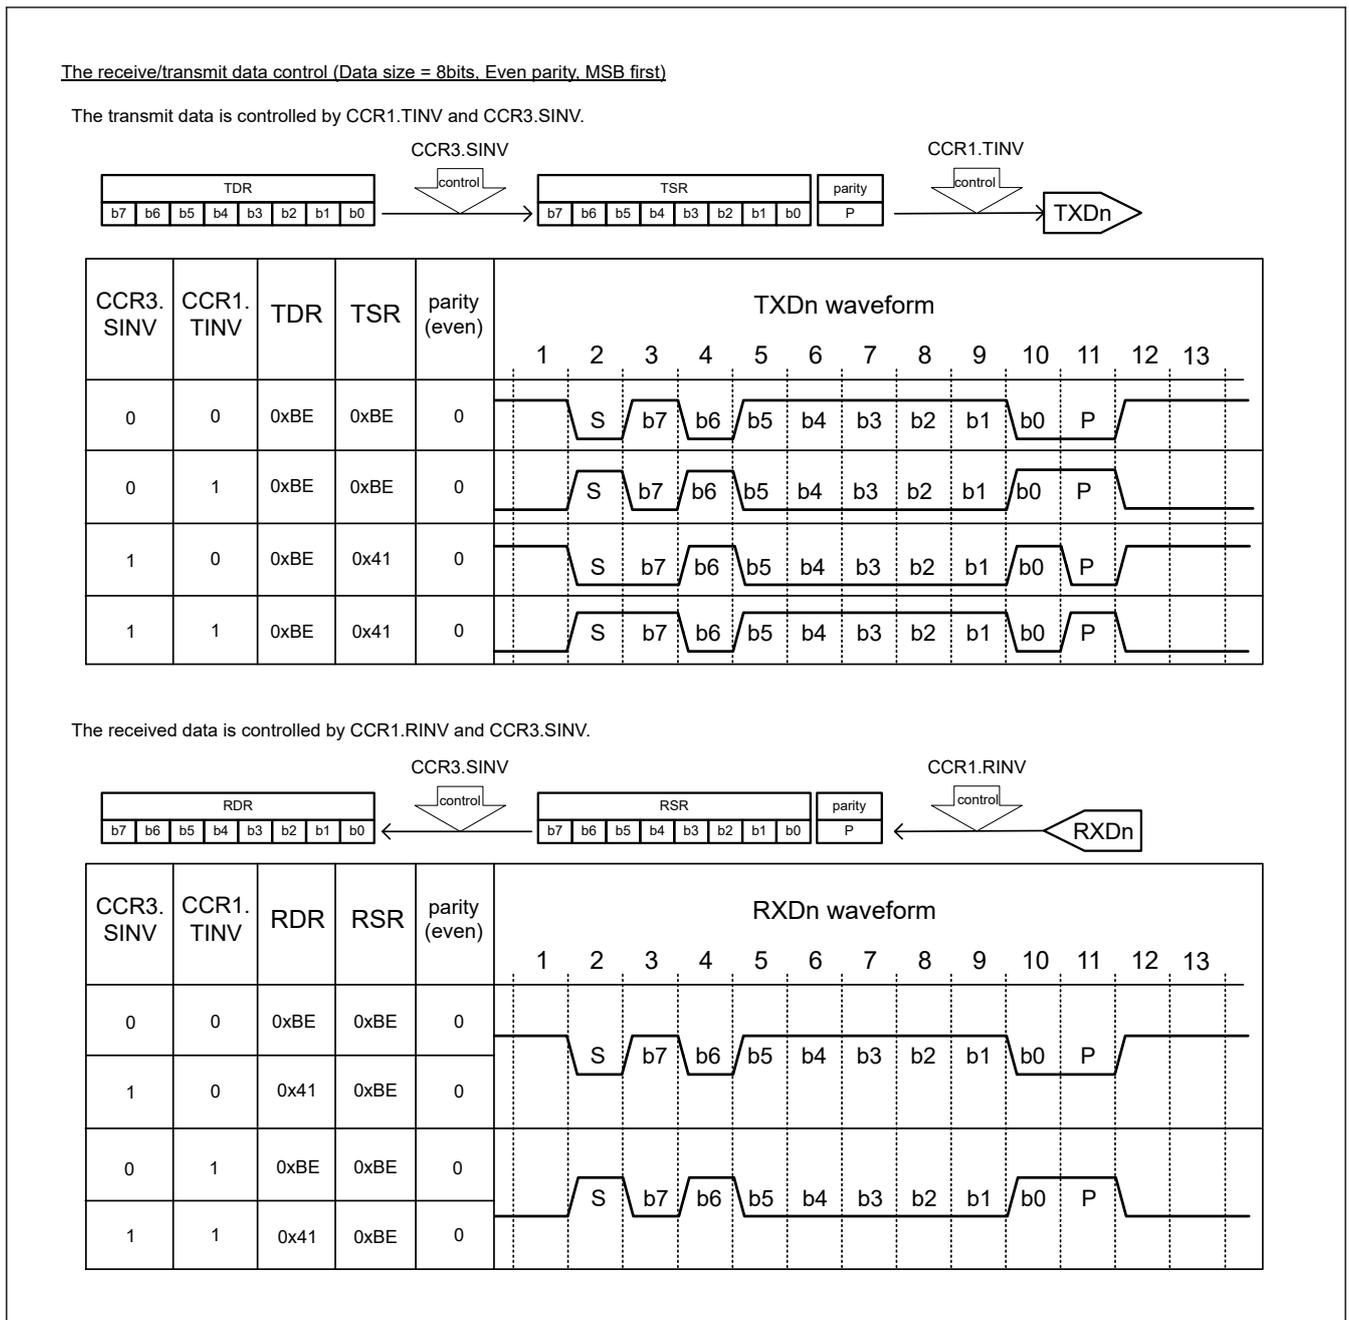 The receive/transmit data control (Data size = 8bits, Even parity, MSB first)
The transmit data is controlled by CCR1.TINV and CCR3.SINV.
CCR3.SINV CCR1.TINV
control control
TDR TSR parity
b7 b6 b5 b4 b3 b2 b1 b0 b7 b6 b5 b4 b3 b2 b1 b0 P TXDn
CCR3. SINV CCR1. TINV TDR TSR parity (even) TXDn waveform
1 2 3 4 5 6 7 8 9 10 11 12 13
0 0 0xBE 0xBE 0 S b7 b6 b5 b4 b3 b2 b1 b0 P
0 1 0xBE 0xBE 0 S b7 b6 b5 b4 b3 b2 b1 b0 P
1 0 0xBE 0x41 0 S b7 b6 b5 b4 b3 b2 b1 b0 P
1 1 0xBE 0x41 0 S b7 b6 b5 b4 b3 b2 b1 b0 P
The received data is controlled by CCR1.RINV and CCR3.SINV.
CCR3.SINV CCR1.RINV
control control
RDR RSR parity
b7 b6 b5 b4 b3 b2 b1 b0 b7 b6 b5 b4 b3 b2 b1 b0 P RXDn
CCR3. SINV CCR1. TINV RDR RSR parity (even) RXDn waveform
1 2 3 4 5 6 7 8 9 10 11 12 13
0 0 0xBE 0xBE 0
S b7 b6 b5 b4 b3 b2 b1 b0 P
1 0 0x41 0xBE 0
0 1 0xBE 0xBE 0
S b7 b6 b5 b4 b3 b2 b1 b0 P
1 1 0x41 0xBE 0